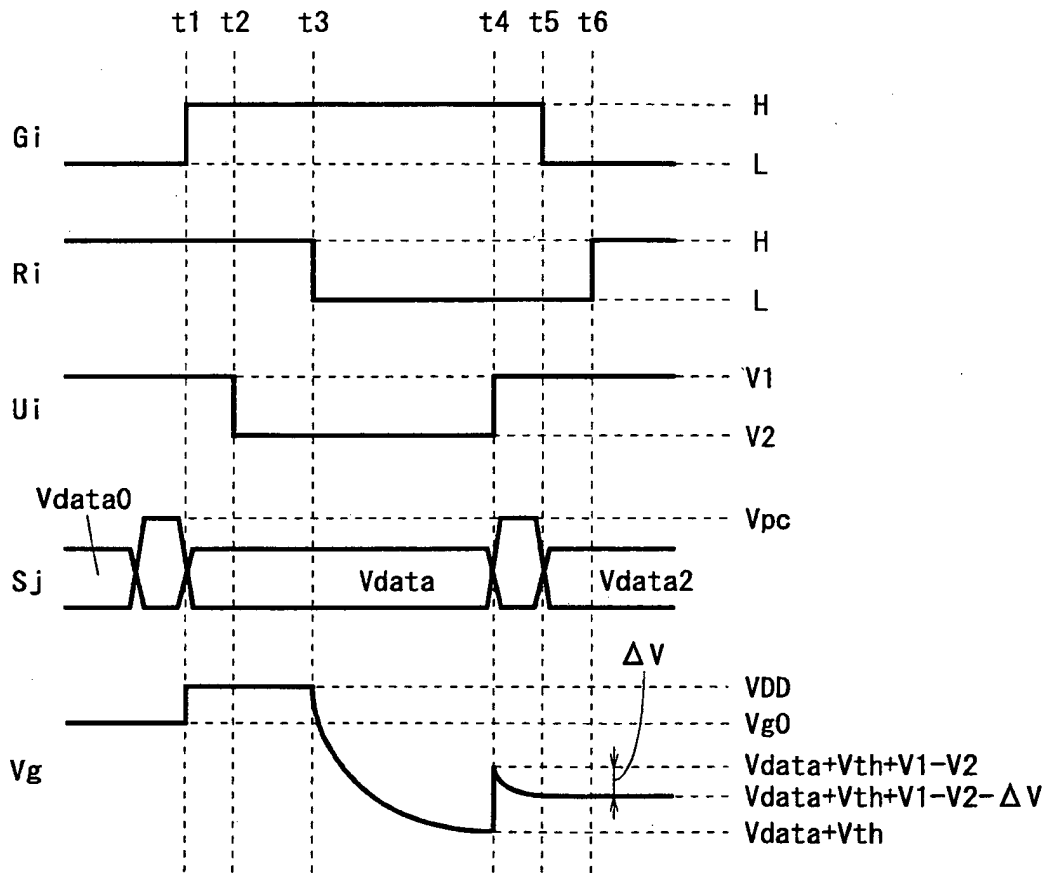 t1 t2 t3 t4 t5 t6
Gi
H
L
Ri
H
L
Ui
V1
V2
Vdata0
Vpc
Sj
Vdata
Vdata2
ΔV
VDD
Vg0
Vg
Vdata+Vth+V1-V2
Vdata+Vth+V1-V2-ΔV
Vdata+Vth